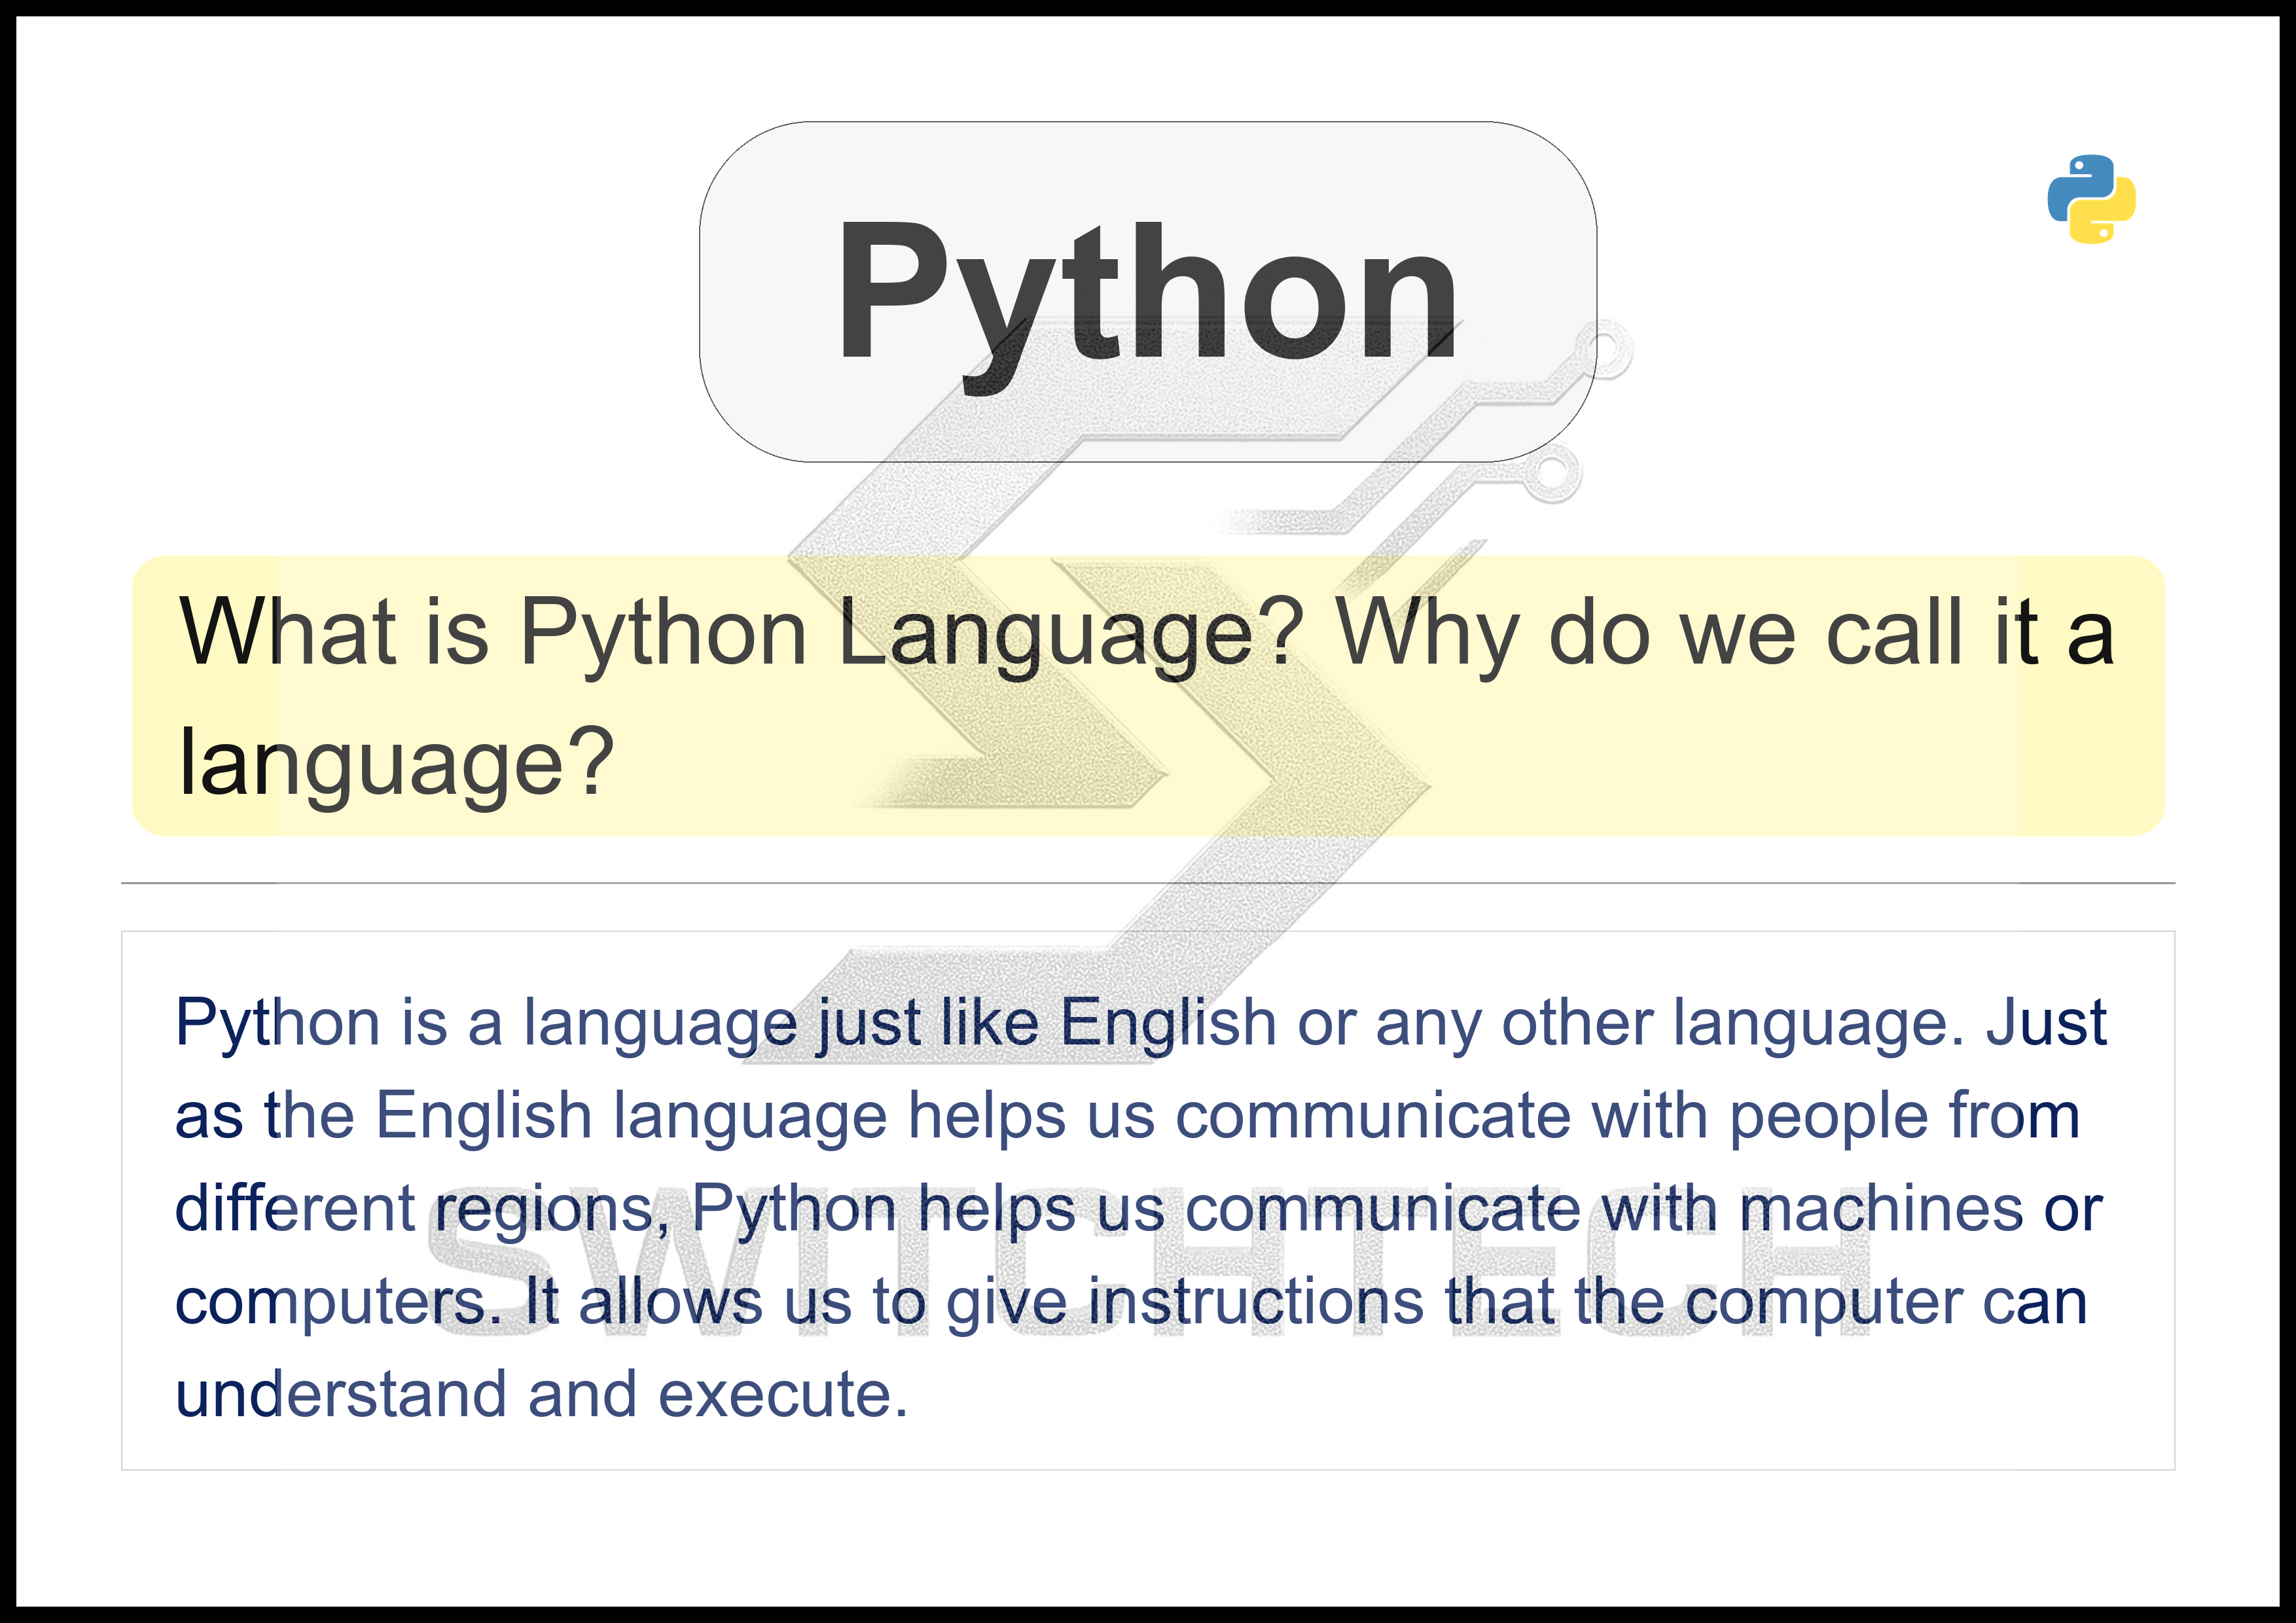 Python
What is Python Language? Why do we call it a
language?
Python is a language just like English or any other language. Just
as the English language helps us communicate with people from
different regions, Python helps us communicate with machines or
computers. It allows us to give instructions that the computer can
understand and execute.
SWITCHTECH